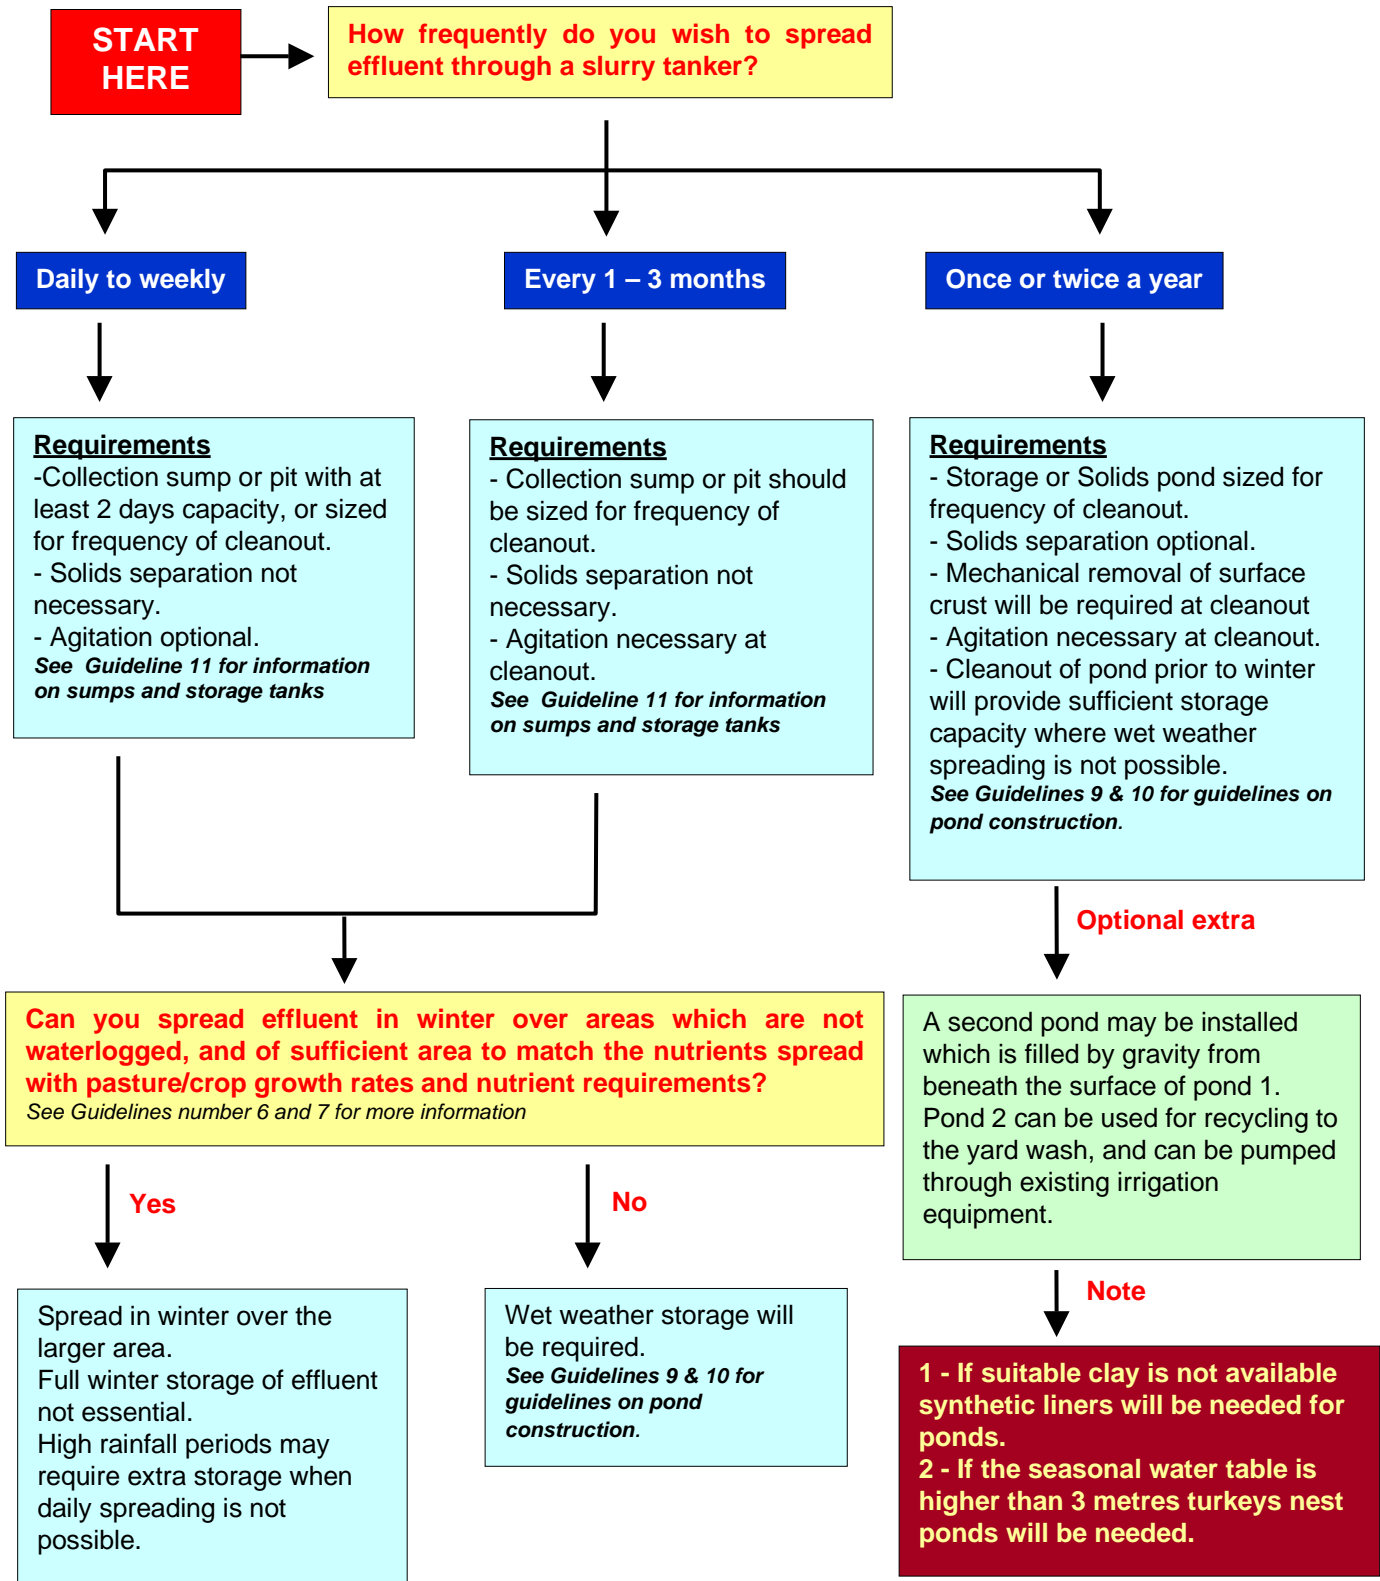 START
HERE
How frequently do you wish to spread
effluent through a slurry tanker?
Daily to weekly
Every 1 – 3 months
Once or twice a year
Requirements
-Collection sump or pit with at
least 2 days capacity, or sized
for frequency of cleanout.
- Solids separation not
necessary.
- Agitation optional.
See Guideline 11 for information
on sumps and storage tanks
Requirements
- Collection sump or pit should
be sized for frequency of
cleanout.
- Solids separation not
necessary.
- Agitation necessary at
cleanout.
See Guideline 11 for information
on sumps and storage tanks
Requirements
- Storage or Solids pond sized for
frequency of cleanout.
- Solids separation optional.
- Mechanical removal of surface
crust will be required at cleanout
- Agitation necessary at cleanout.
- Cleanout of pond prior to winter
will provide sufficient storage
capacity where wet weather
spreading is not possible.
See Guidelines 9 & 10 for guidelines on
pond construction.
Optional extra
Can you spread effluent in winter over areas which are not
waterlogged, and of sufficient area to match the nutrients spread
with pasture/crop growth rates and nutrient requirements?
See Guidelines number 6 and 7 for more information
A second pond may be installed
which is filled by gravity from
beneath the surface of pond 1.
Pond 2 can be used for recycling to
the yard wash, and can be pumped
through existing irrigation
equipment.
Yes
No
Note
Spread in winter over the
larger area.
Full winter storage of effluent
not essential.
High rainfall periods may
require extra storage when
daily spreading is not
possible.
Wet weather storage will
be required.
See Guidelines 9 & 10 for
guidelines on pond
construction.
1 - If suitable clay is not available
synthetic liners will be needed for
ponds.
2 - If the seasonal water table is
higher than 3 metres turkeys nest
ponds will be needed.